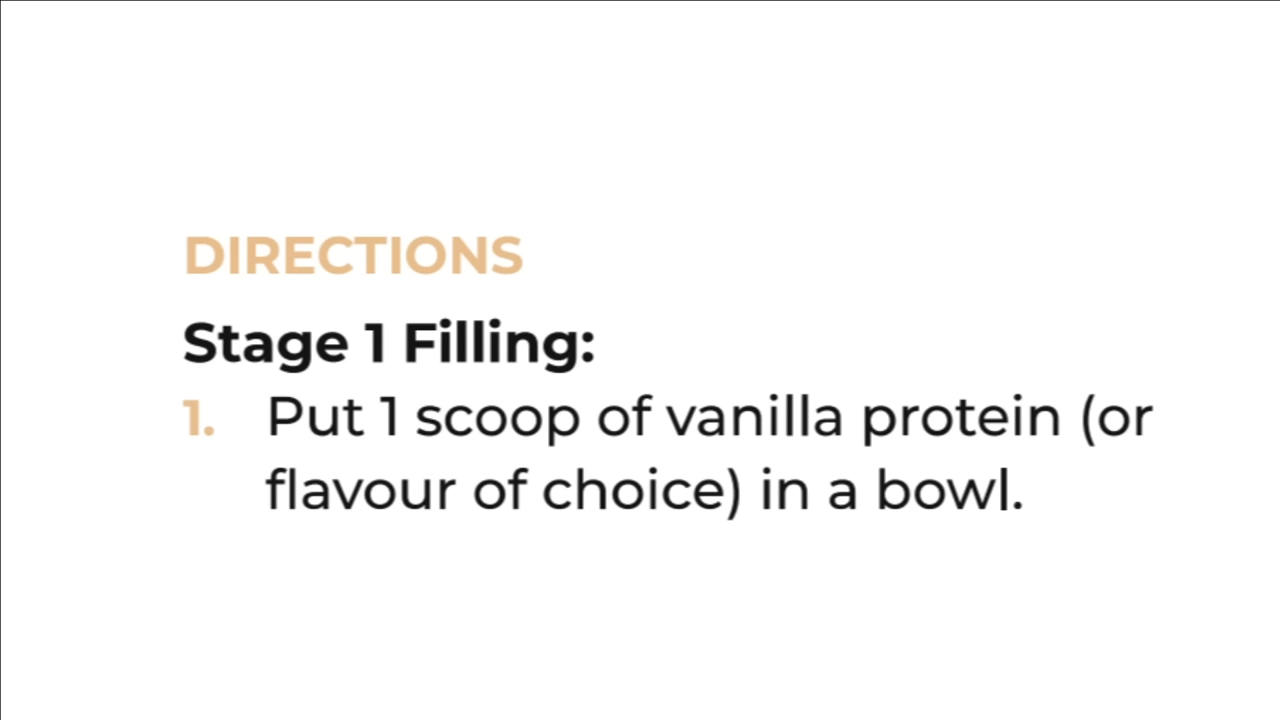 DIRECTIONS
Stage 1 Filling:
1. Put 1 scoop of vanilla protein (or
flavour of choice) in a bowl.